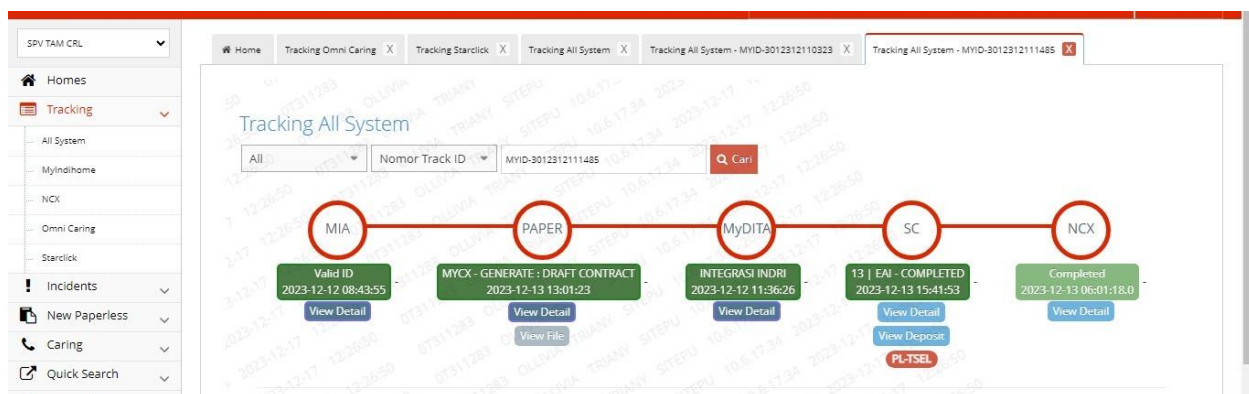 SPV TAM CRL
Homes
Tracking
All System
MyIndihome
NCX
Omni Caring
Starclick
Incidents
New Paperless
Caring
Quick Search
Home
Tracking Omni Caring X
Tracking Starclick X
Tracking All System X
Tracking All System - MYID-3012312110323 X
Tracking All System - MYID-3012312111485 X
Tracking All System
All
Nomor Track ID
MYID-3012312111485
Cari
MIA
PAPER
MyDITA
SC
NCX
Valid ID
2023-12-12 08:43:55
-
View Detail
MYCX - GENERATE : DRAFT CONTRACT
2023-12-13 13:01:23
-
View Detail
View File
INTEGRASI INDRI
2023-12-12 11:36:26
-
View Detail
13 | EAI - COMPLETED
2023-12-13 15:41:53
-
View Detail
View Deposit
PL-TSEL
Completed
2023-12-13 06:01:18.0
-
View Detail